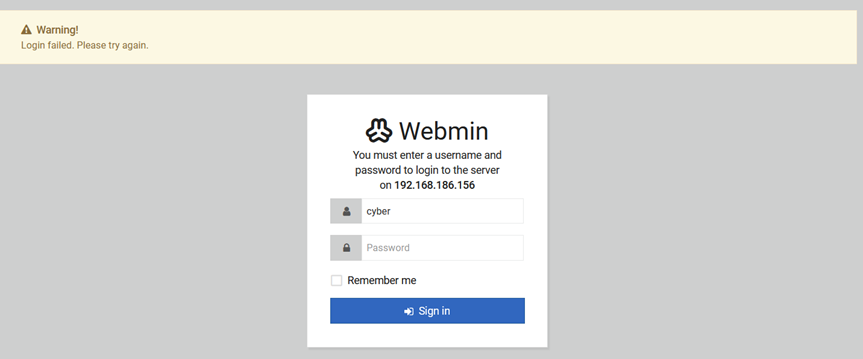 Warning!
Login failed. Please try again.
Webmin
You must enter a username and
password to login to the server
on 192.168.186.156
cyber
Password
Remember me
Sign in